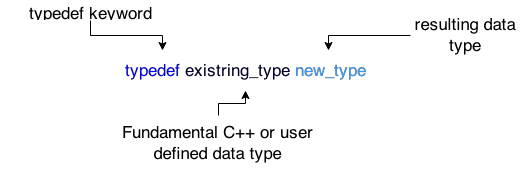 typedef keyword
resulting data
type
typedef existring_type new_type
Fundamental C++ or user
defined data type